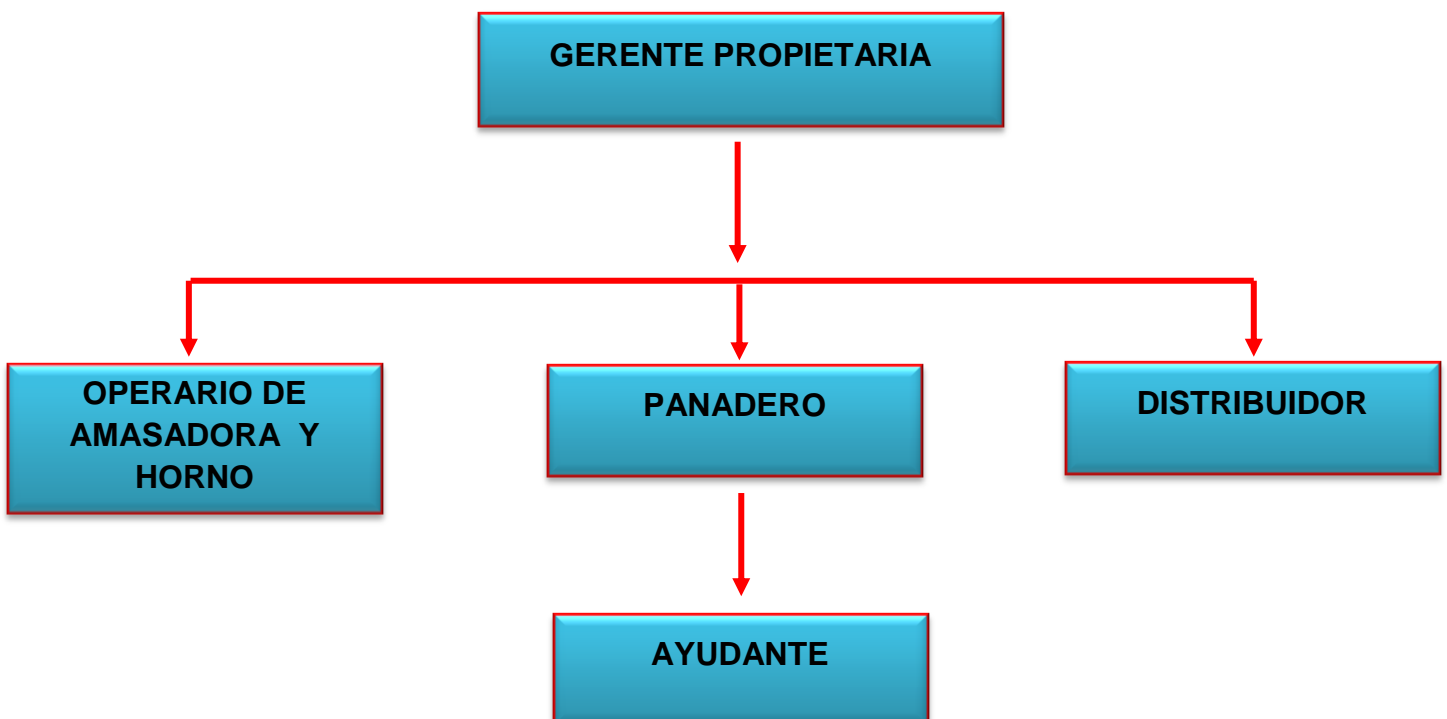 GERENTE PROPIETARIA
OPERARIO DE
AMASADORA Y
HORNO
PANADERO
DISTRIBUIDOR
AYUDANTE